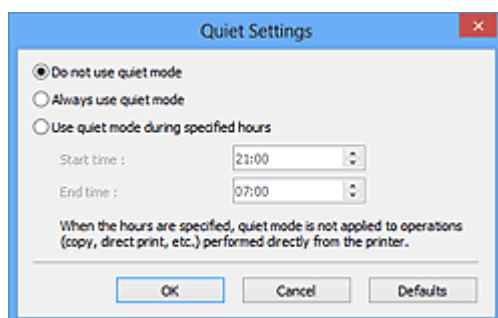 Quiet Settings
Do not use quiet mode
Always use quiet mode
Use quiet mode during specified hours
Start time : 21:00
End time : 07:00
When the hours are specified, quiet mode is not applied to operations
(copy, direct print, etc.) performed directly from the printer.
OK Cancel Defaults